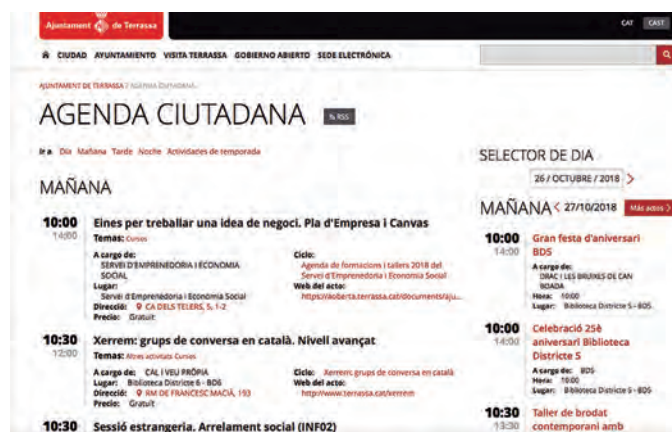 Ajuntament de Terrassa
CAT CAST
CIUDAD AYUNTAMIENTO VISITA TERRASSA GOBIERNO ABIERTO SEDE ELECTRÓNICA
AJUNTAMENT DE TERRASSA / AGENDA CIUTADANA
AGENDA CIUTADANA
RSS
Ir a: Día Mañana Tarde Noche Actividades de temporada
MAÑANA
10:00 Eines per treballar una idea de negoci. Pla d'Empresa i Canvas
14:00 Temas: Cursos
A cargo de:
SERVEI D'EMPRENEDORIA I ECONOMIA
SOCIAL
Lugar:
Servei d'Emprenedoria i Economia Social
Direcció: CA DELS TELERS, 5, 1-2
Precio: Gratuït
Ciclo:
Agenda de formacions i tallers 2018 del
Servei d'Emprenedoria i Economia Social
Web del acto:
https://aoberta.terrassa.cat/documents/aju...
10:30 Xerrem: grups de conversa en català. Nivell avançat
12:00 Temas: Altres activitats Cursos
A cargo de: CAL I VEU PRÒPIA
Lugar: Biblioteca Districte 6 - BD6
Direcció: RM DE FRANCESC MACIÀ, 193
Precio: Gratuït
Ciclo: Xerrem: grups de conversa en català
Web del acto:
http://www.terrassa.cat/xerrem
10:30 Sessió estrangeria. Arrelament social (INF02)
SELECTOR DE DIA
26 / OCTUBRE / 2018
MAÑANA 27/10/2018 Más actos
10:00 Gran festa d'aniversari
14:00 BD5
A cargo de:
DRAC I LES BRUIXES DE CAN
BOADA
Hora: 10:00
Lugar: Biblioteca Districte 5 - BD5
10:00 Celebració 25è
14:00 aniversari Biblioteca
Districte 5
A cargo de: BD5
Hora: 10:00
Lugar: Biblioteca Districte 5 - BD5
10:30 Taller de brodat
13:30 contemporani amb